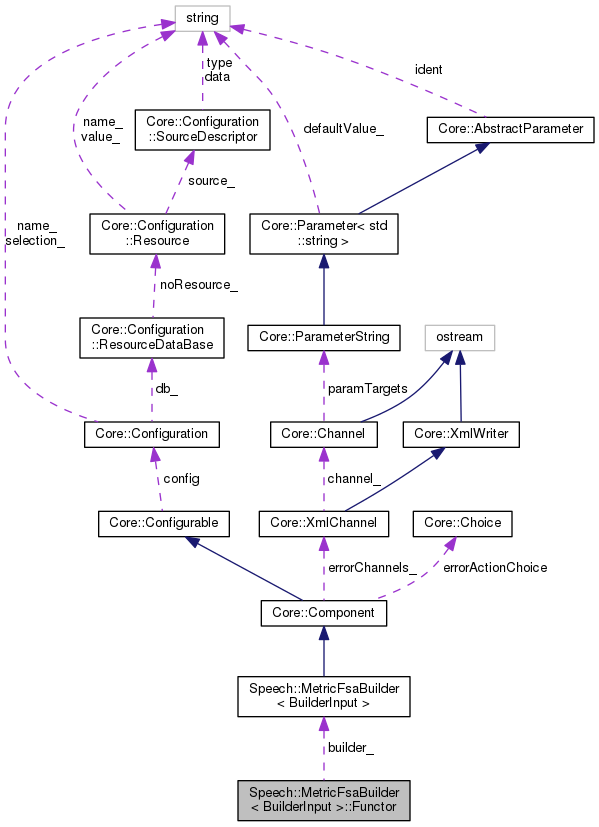 string
type
data
ident
name_
value_
Core::Configuration
::SourceDescriptor
defaultValue_
Core::AbstractParameter
source_
name_
selection_
Core::Configuration
::Resource
Core::Parameter< std
::string >
noResource_
Core::Configuration
::ResourceDataBase
Core::ParameterString
ostream
db_
paramTargets
Core::Configuration
Core::Channel
Core::XmlWriter
config
channel_
Core::Configurable
Core::XmlChannel
Core::Choice
errorChannels_
errorActionChoice
Core::Component
Speech::MetricFsaBuilder
< BuilderInput >
builder_
Speech::MetricFsaBuilder
< BuilderInput >::Functor